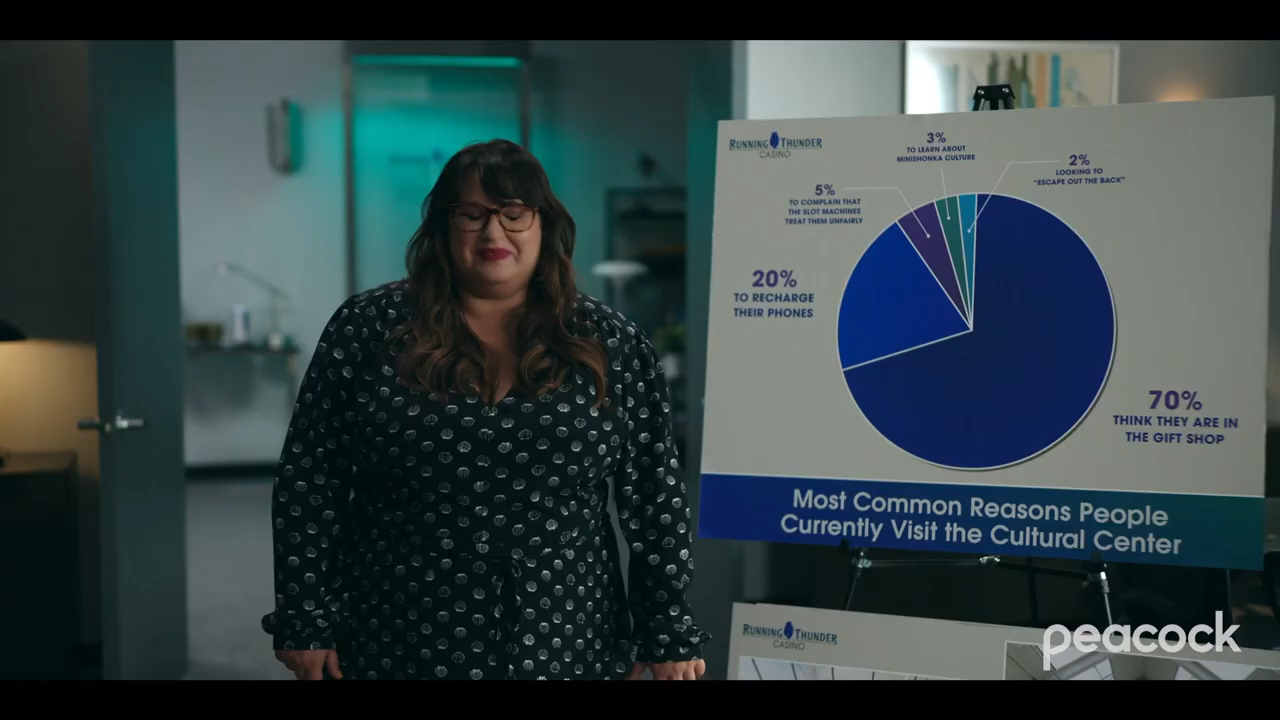 RUNNING THUNDER
CASINO
3%
TO LEARN ABOUT
MINISHONKA CULTURE
2%
LOOKING TO
"ESCAPE OUT THE BACK"
5%
TO COMPLAIN THAT
THE SLOT MACHINES
TREAT THEM UNFAIRLY
20%
TO RECHARGE
THEIR PHONES
70%
THINK THEY ARE IN
THE GIFT SHOP
Most Common Reasons People
Currently Visit the Cultural Center
RUNNING THUNDER
CASINO
peacock